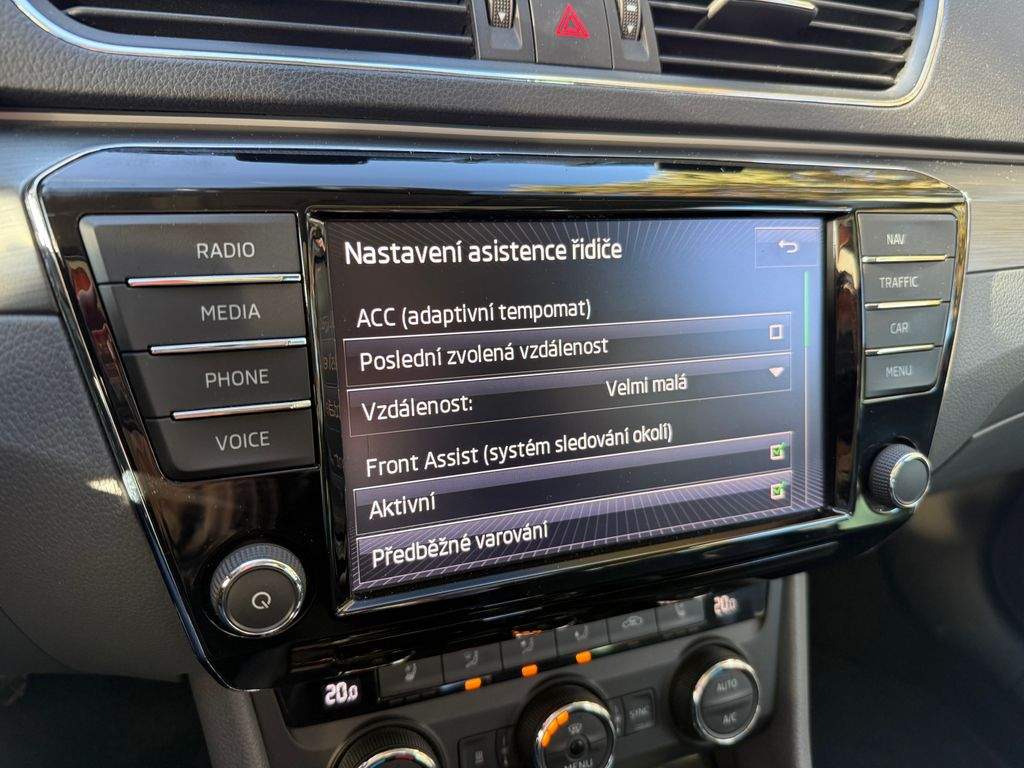 RADIO
MEDIA
PHONE
VOICE
Nastavení asistence řidiče
ACC (adaptivní tempomat)
Poslední zvolená vzdálenost
Vzdálenost: Velmi malá
Front Assist (systém sledování okolí)
Aktivní
Předběžné varování
NAV
TRAFFIC
CAR
MENU
20,0
20,0
MENU
SYNC
AUTO
A/C